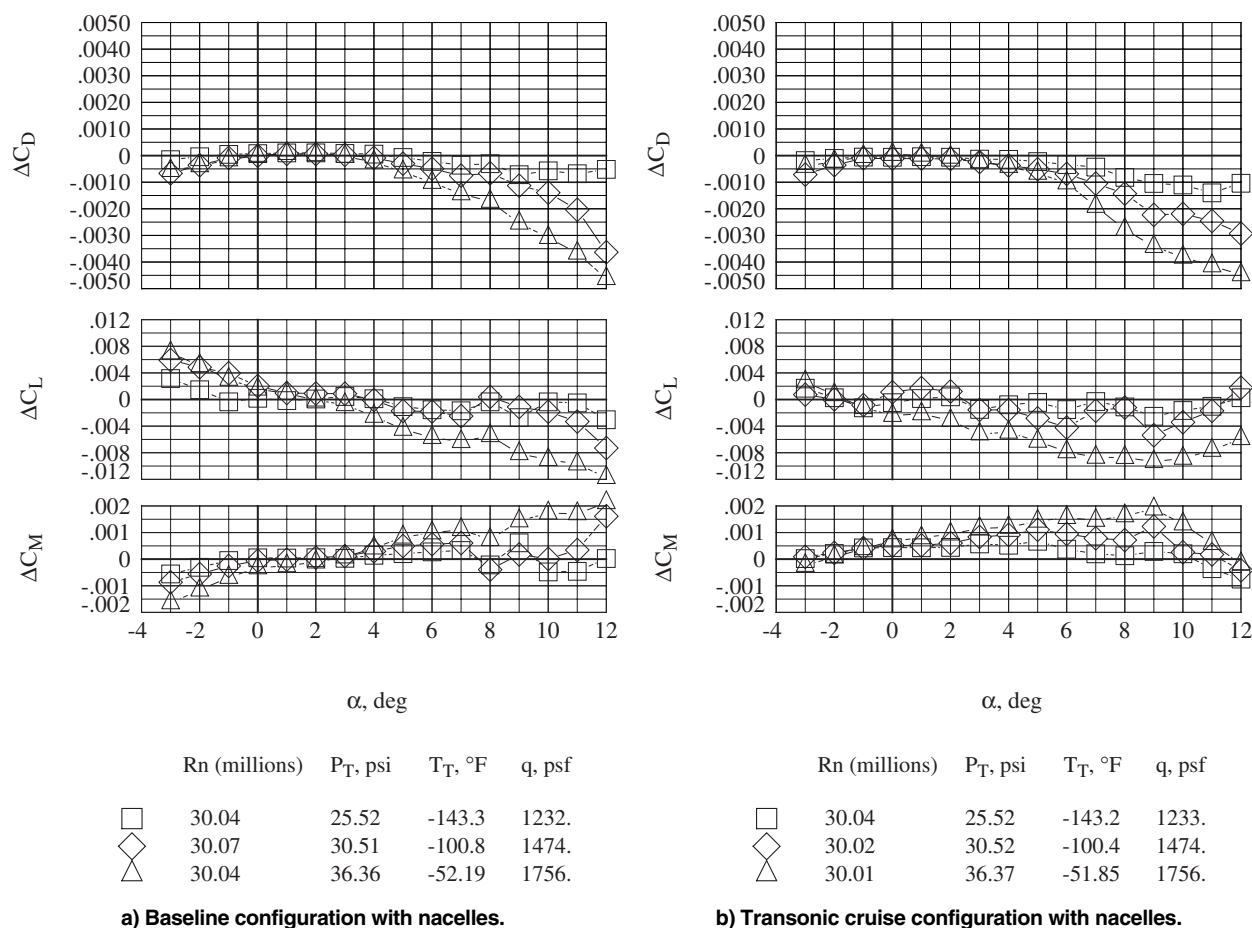 .0050
.0040
.0030
.0020
.0010
0
-.0010
-.0020
-.0030
-.0040
-.0050
ΔC_D
.012
.008
.004
0
-.004
-.008
-.012
ΔC_L
.002
.001
0
-.001
-.002
ΔC_M
-4 0 2 4 6 8 10 12
α, deg
Rn (millions) P_T, psi T_T, °F q, psf
30.04 25.52 -143.3 1232.
30.07 30.51 -100.8 1474.
30.04 36.36 -52.19 1756.
a) Baseline configuration with nacelles.
.0050
.0040
.0030
.0020
.0010
0
-.0010
-.0020
-.0030
-.0040
-.0050
ΔC_D
.012
.008
.004
0
-.004
-.008
-.012
ΔC_L
.002
.001
0
-.001
-.002
ΔC_M
-4 0 2 4 6 8 10 12
α, deg
Rn (millions) P_T, psi T_T, °F q, psf
30.04 25.52 -143.2 1233.
30.02 30.52 -100.4 1474.
30.01 36.37 -51.85 1756.
b) Transonic cruise configuration with nacelles.